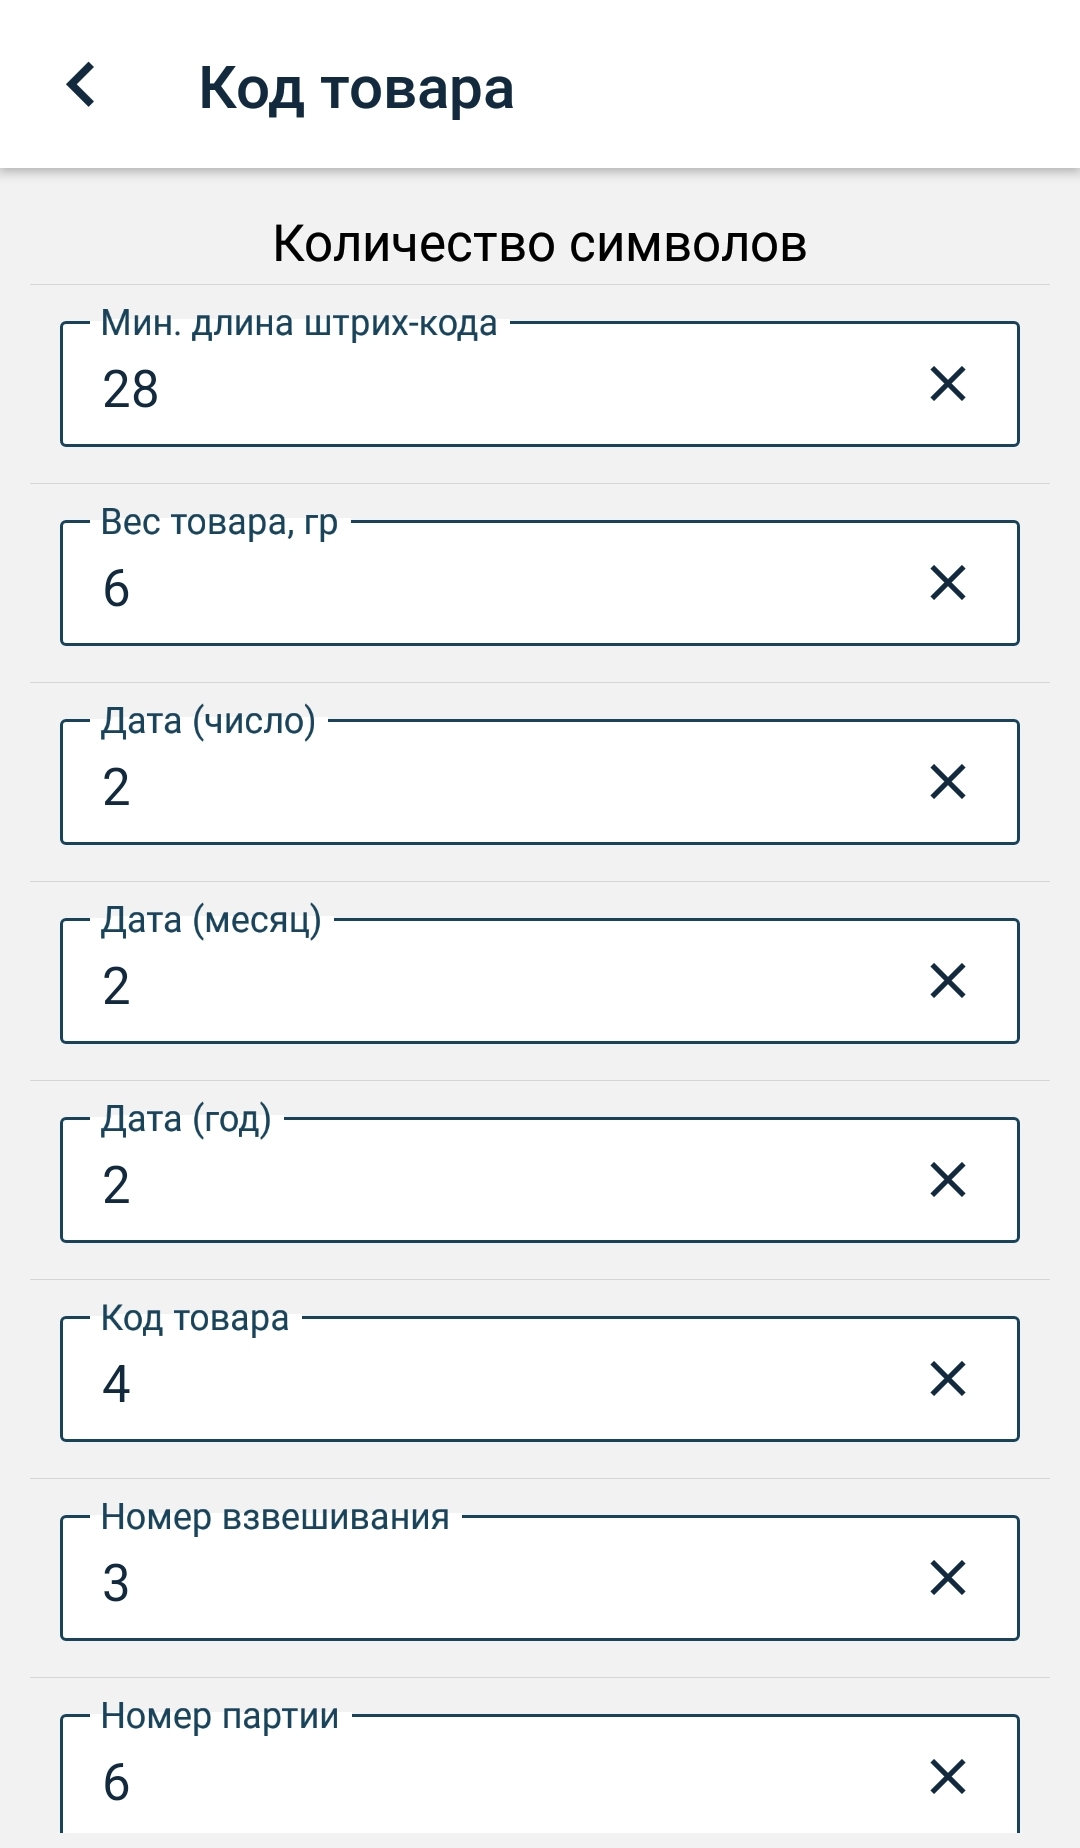 Код товара
Количество символов
Мин. длина штрих-кода
28
Вес товара, гр
6
Дата (число)
2
Дата (месяц)
2
Дата (год)
2
Код товара
4
Номер взвешивания
3
Номер партии
6